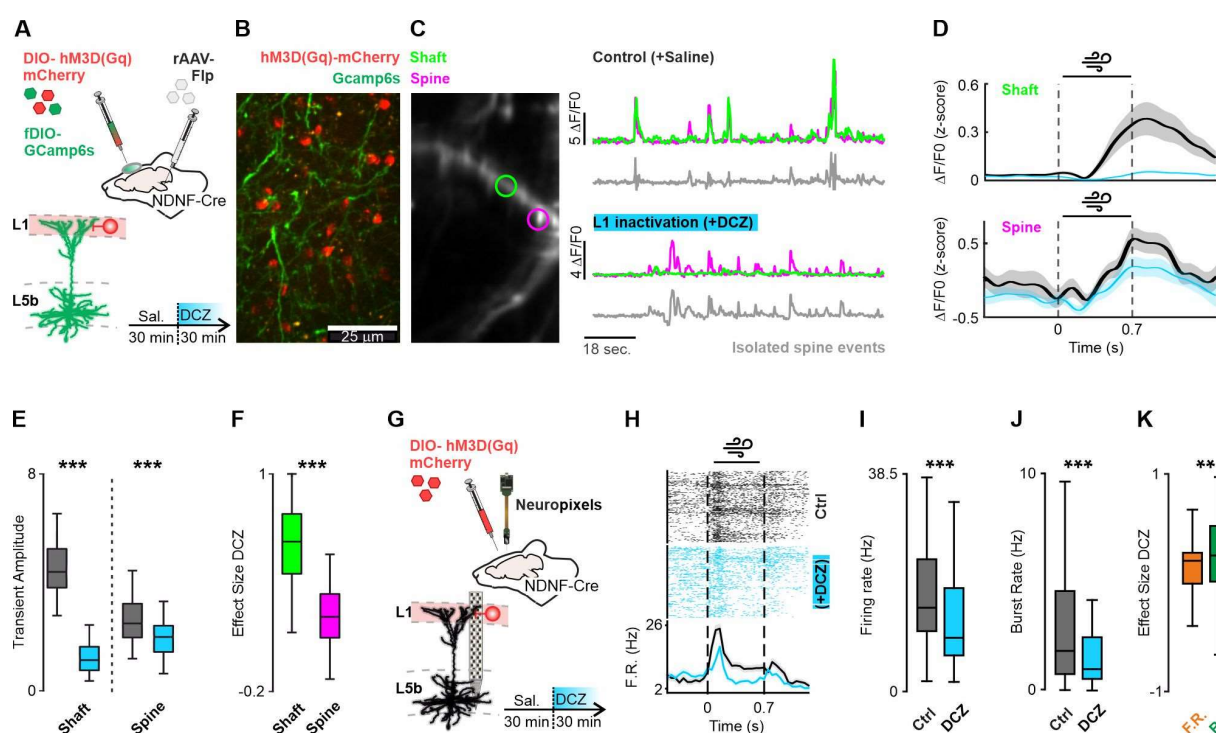 A
DIO- hM3D(Gq)
mCherry
rAAV-
Flp
fDIO-
GCamp6s
NDNF-Cre
L1
L5b
Sal.
DCZ
30 min
30 min
B
hM3D(Gq)-mCherry
Gcamp6s
25 µm
C
Shaft
Spine
Control (+Saline)
5 ΔF/F0
L1 inactivation (+DCZ)
4 ΔF/F0
18 sec.
Isolated spine events
D
Shaft
0.6
0.3
0
ΔF/F0 (z-score)
Spine
0.5
-0.5
ΔF/F0 (z-score)
0
0.7
Time (s)
E
8
0
Transient Amplitude
***
***
Shaft
Spine
F
1
-0.2
Effect Size DCZ
***
Shaft
Spine
G
DIO- hM3D(Gq)
mCherry
Neuropixels
NDNF-Cre
L1
L5b
Sal.
DCZ
30 min
30 min
H
Ctrl
(+DCZ)
26
2
F.R. (Hz)
0
0.7
Time (s)
I
38.5
0
Firing rate (Hz)
***
Ctrl
DCZ
J
10
0
Burst Rate (Hz)
***
Ctrl
DCZ
K
1
-1
Effect Size DCZ
F.R.